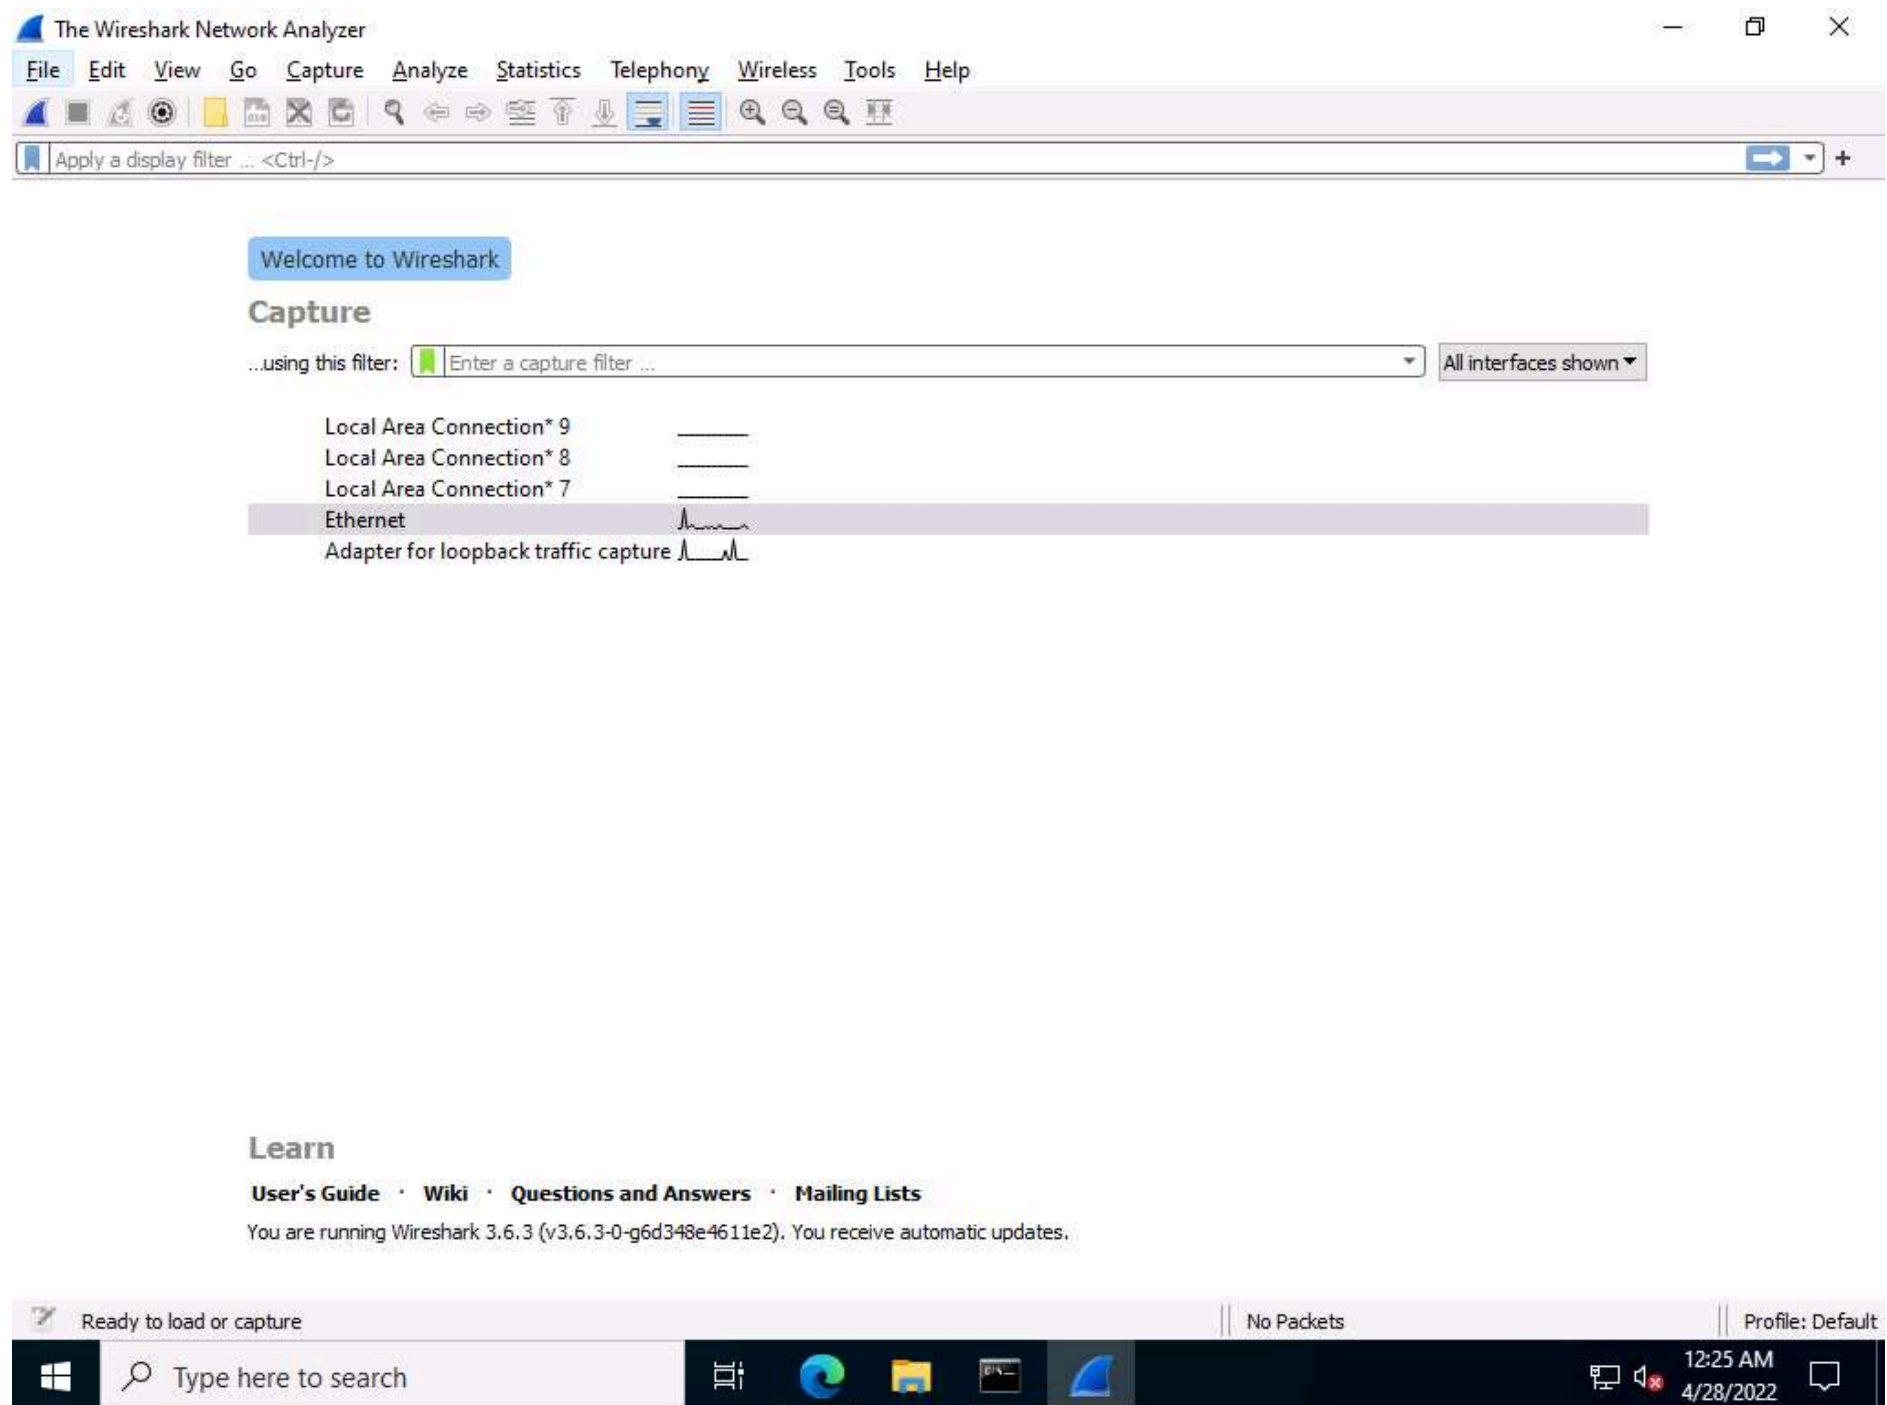 The Wireshark Network Analyzer
File Edit View Go Capture Analyze Statistics Telephony Wireless Tools Help
Apply a display filter ... <Ctrl-/>
Welcome to Wireshark
Capture
...using this filter: Enter a capture filter ... All interfaces shown
Local Area Connection* 9
Local Area Connection* 8
Local Area Connection* 7
Ethernet
Adapter for loopback traffic capture
Learn
User's Guide · Wiki · Questions and Answers · Mailing Lists
You are running Wireshark 3.6.3 (v3.6.3-0-g6d348e4611e2). You receive automatic updates.
Ready to load or capture No Packets Profile: Default
Type here to search
12:25 AM
4/28/2022